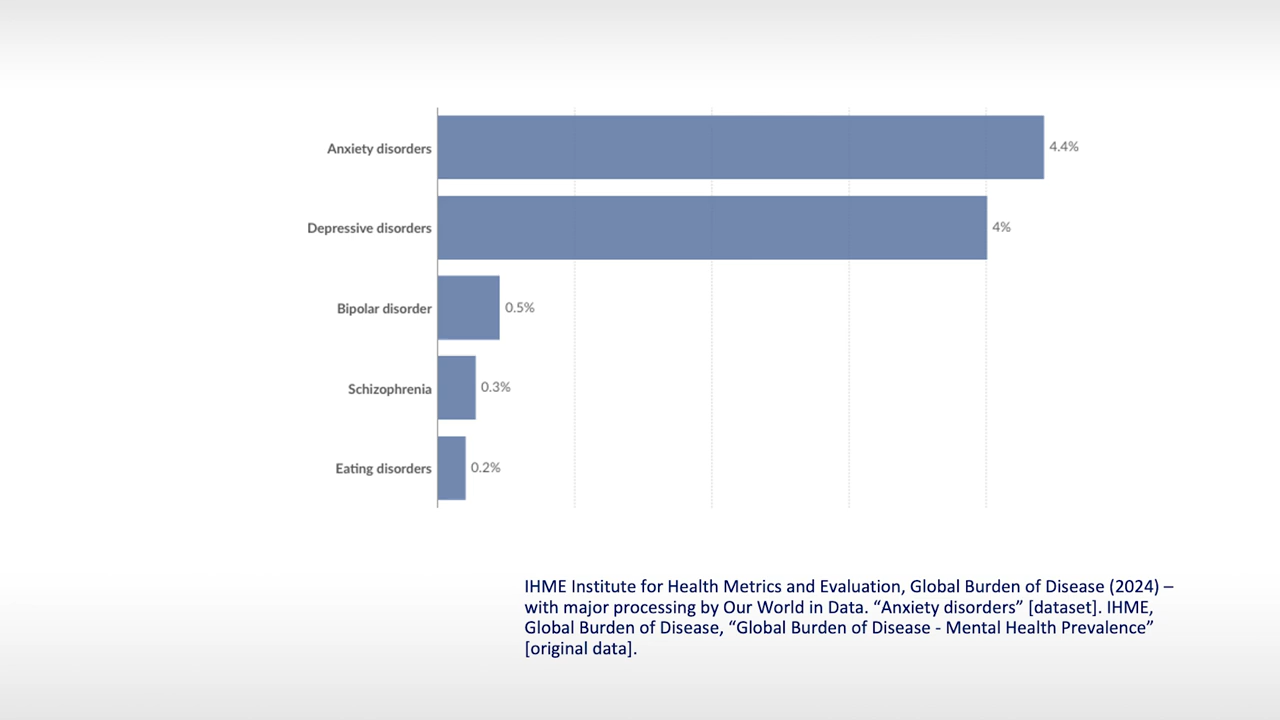 Anxiety disorders
4.4%
Depressive disorders
4%
Bipolar disorder
0.5%
Schizophrenia
0.3%
Eating disorders
0.2%
IHME Institute for Health Metrics and Evaluation, Global Burden of Disease (2024) –
with major processing by Our World in Data. “Anxiety disorders” [dataset]. IHME,
Global Burden of Disease, “Global Burden of Disease - Mental Health Prevalence”
[original data].